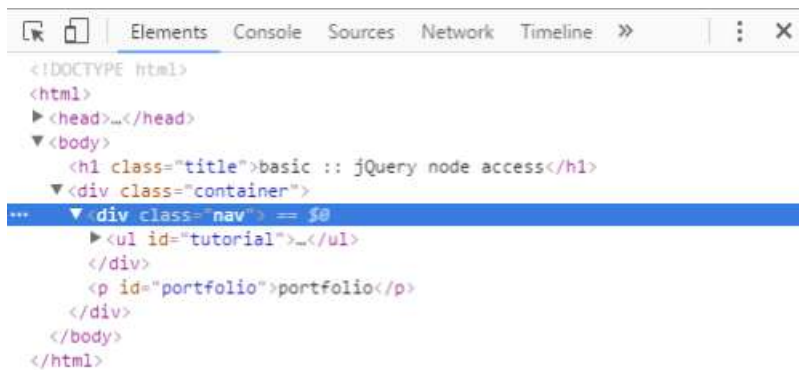 Elements Console Sources Network Timeline »
<!DOCTYPE html>
<html>
<head>…</head>
<body>
<h1 class="title">basic :: jQuery node access</h1>
<div class="container">
<div class="nav"> == $0
<ul id="tutorial">…</ul>
</div>
<p id="portfolio">portfolio</p>
</div>
</body>
</html>